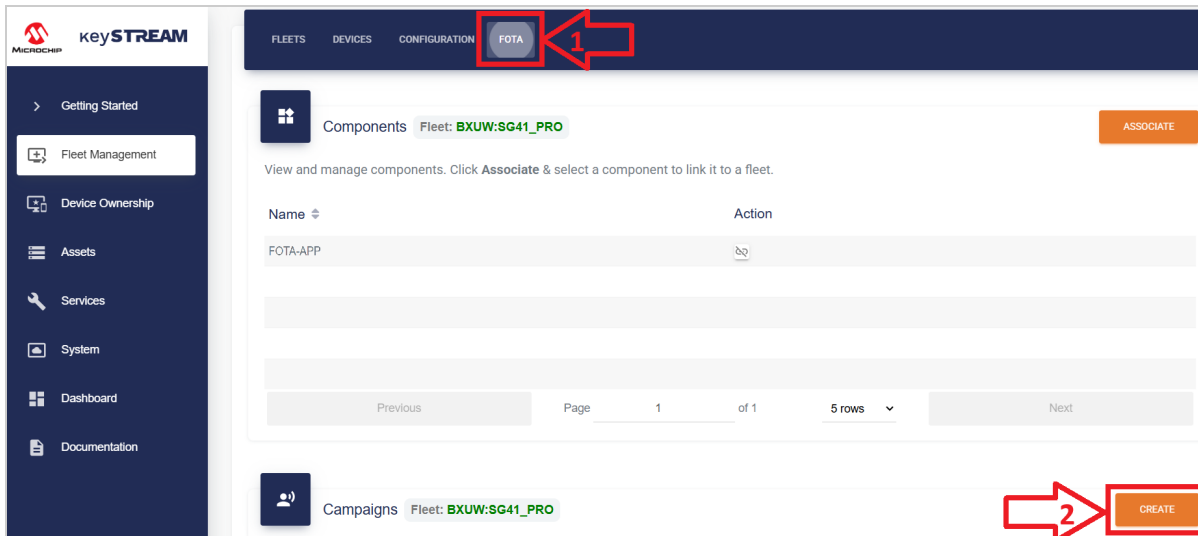 MICROCHIP
keySTREAM
FLEETS DEVICES CONFIGURATION FOTA
1
Getting Started
Fleet Management
Device Ownership
Assets
Services
System
Dashboard
Documentation
Components Fleet: BXUW:SG41_PRO
ASSOCIATE
View and manage components. Click Associate & select a component to link it to a fleet.
Name Action
FOTA-APP
Previous Page 1 of 1 5 rows Next
Campaigns Fleet: BXUW:SG41_PRO
2
CREATE